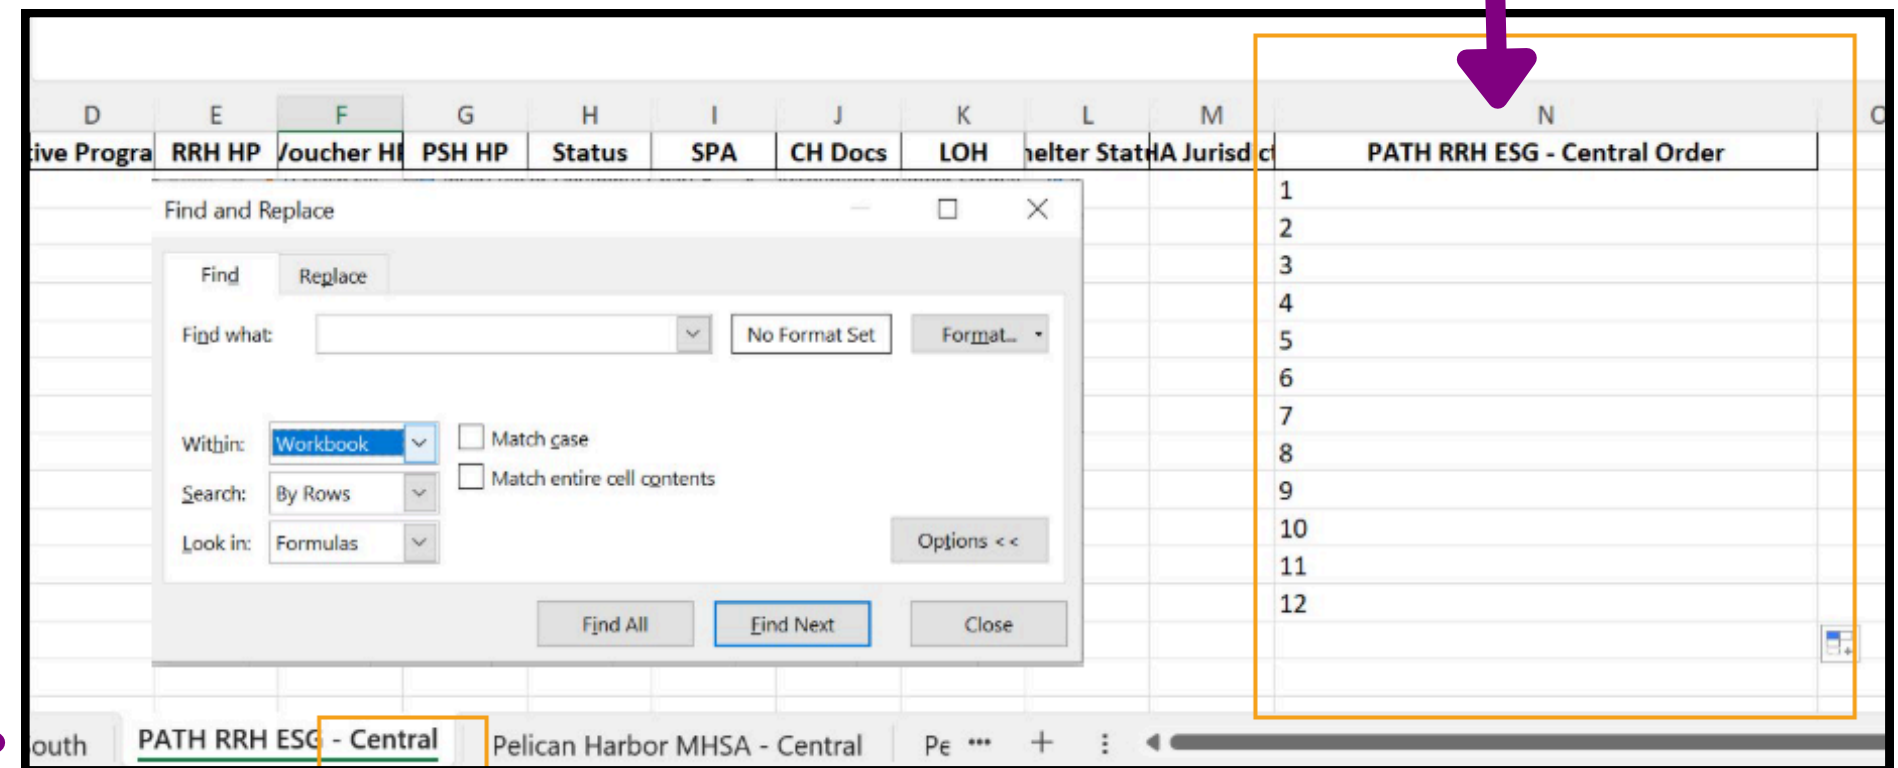 D E F G H I J K L M N O
tive Progra RRH HP Voucher HI PSH HP Status SPA CH Docs LOH helter Stat HA Jurisdict PATH RRH ESG - Central Order
1
Find and Replace
2
Find Replace
3
4
Find what: No Format Set Format...
5
6
7
Within: Workbook Match case
8
Match entire cell contents
Search: By Rows
9
10
Look in: Formulas Options <<
11
12
Find All Find Next Close
outh PATH RRH ESG - Central Pelican Harbor MHSA - Central Pe ••• +